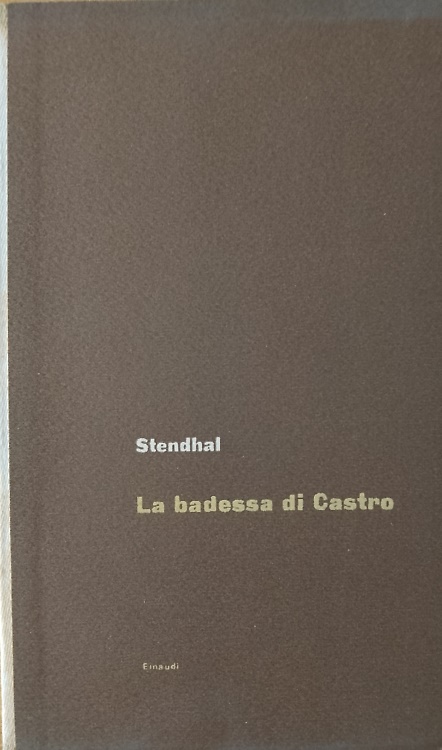 Stendhal
La badessa di Castro
Einaudi